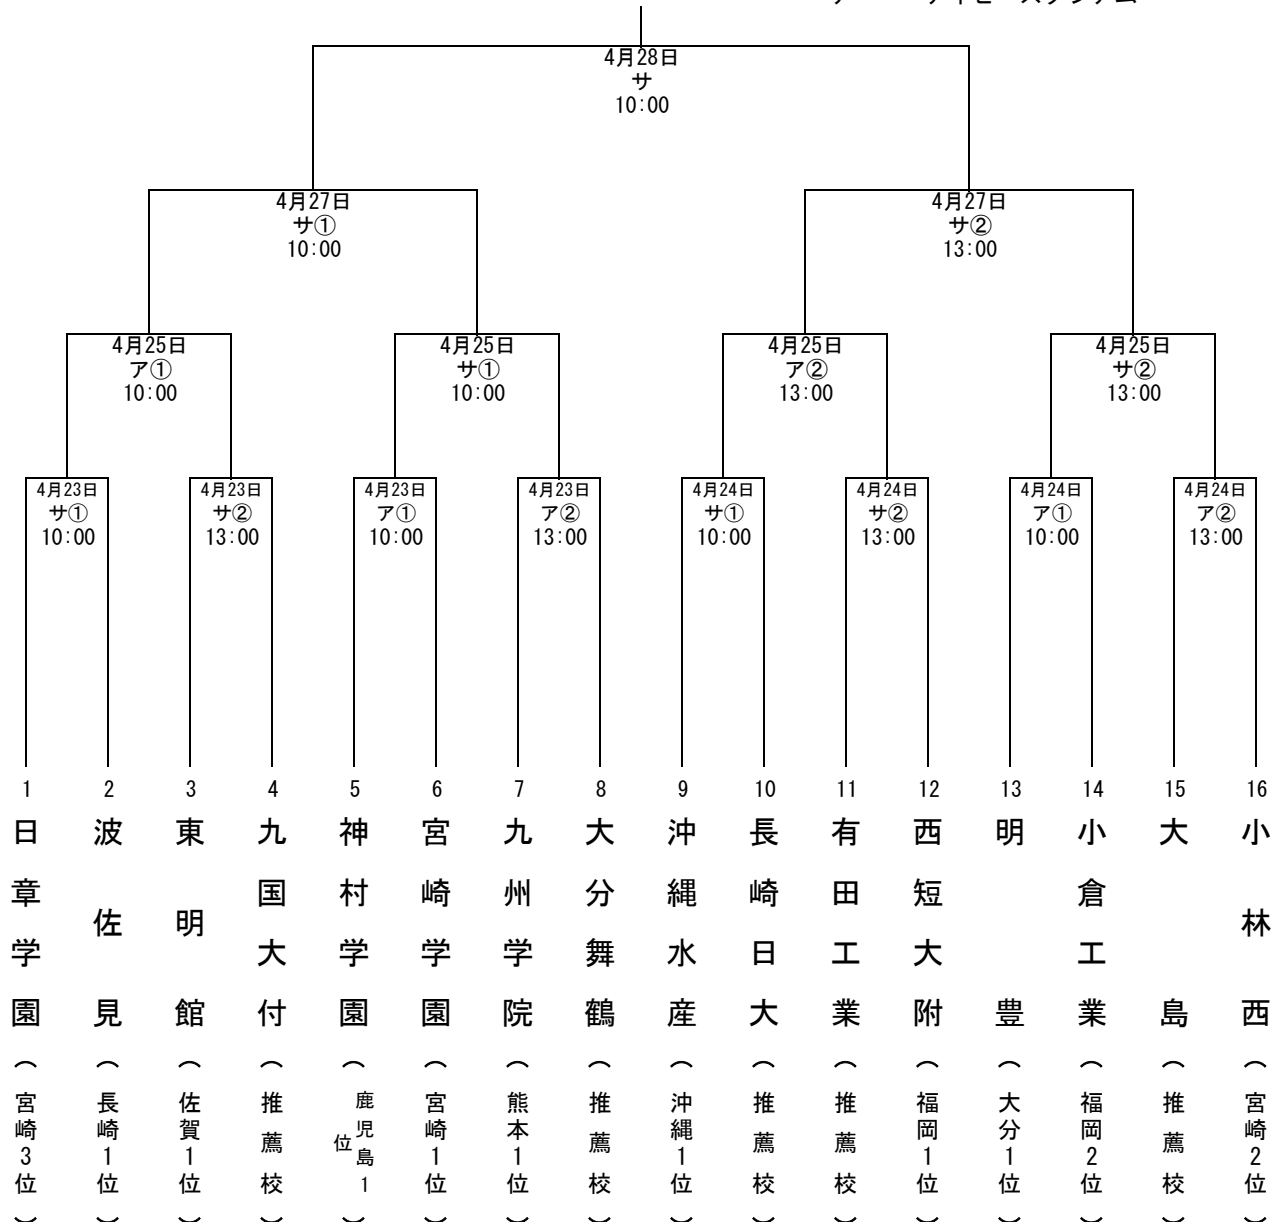 4月28日
サ
10:00
4月27日
サ①
10:00
4月27日
サ②
13:00
4月25日
ア①
10:00
4月25日
サ①
10:00
4月25日
ア②
13:00
4月25日
サ②
13:00
4月23日
サ①
10:00
4月23日
サ②
13:00
4月23日
ア①
10:00
4月23日
ア②
13:00
4月24日
サ①
10:00
4月24日
サ②
13:00
4月24日
ア①
10:00
4月24日
ア②
13:00
1
日章学園
(宮崎3位)
2
波佐見
(長崎1位)
3
東明館
(佐賀1位)
4
九国大付
(推薦校)
5
神村学園
(鹿児島1位)
6
宮崎学園
(宮崎1位)
7
九州学院
(熊本1位)
8
大分舞鶴
(推薦校)
9
沖縄水産
(沖縄1位)
10
長崎日大
(推薦校)
11
有田工業
(推薦校)
12
西短大附
(福岡1位)
13
明豊
(大分1位)
14
小倉工業
(福岡2位)
15
大島
(推薦校)
16
小林西
(宮崎2位)